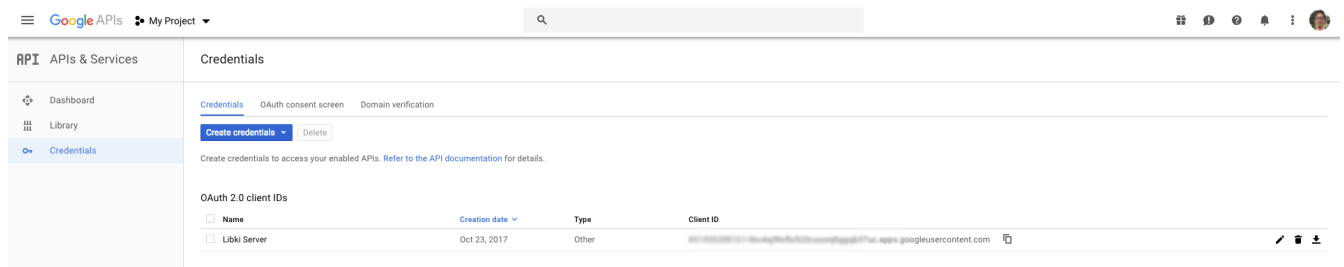 Google APIs My Project
API APIs & Services
Credentials
Dashboard
Library
Credentials
Credentials OAuth consent screen Domain verification
Create credentials Delete
Create credentials to access your enabled APIs. Refer to the API documentation for details.
OAuth 2.0 client IDs
Name Creation date Type Client ID
Libki Server Oct 23, 2017 Other .apps.googleusercontent.com